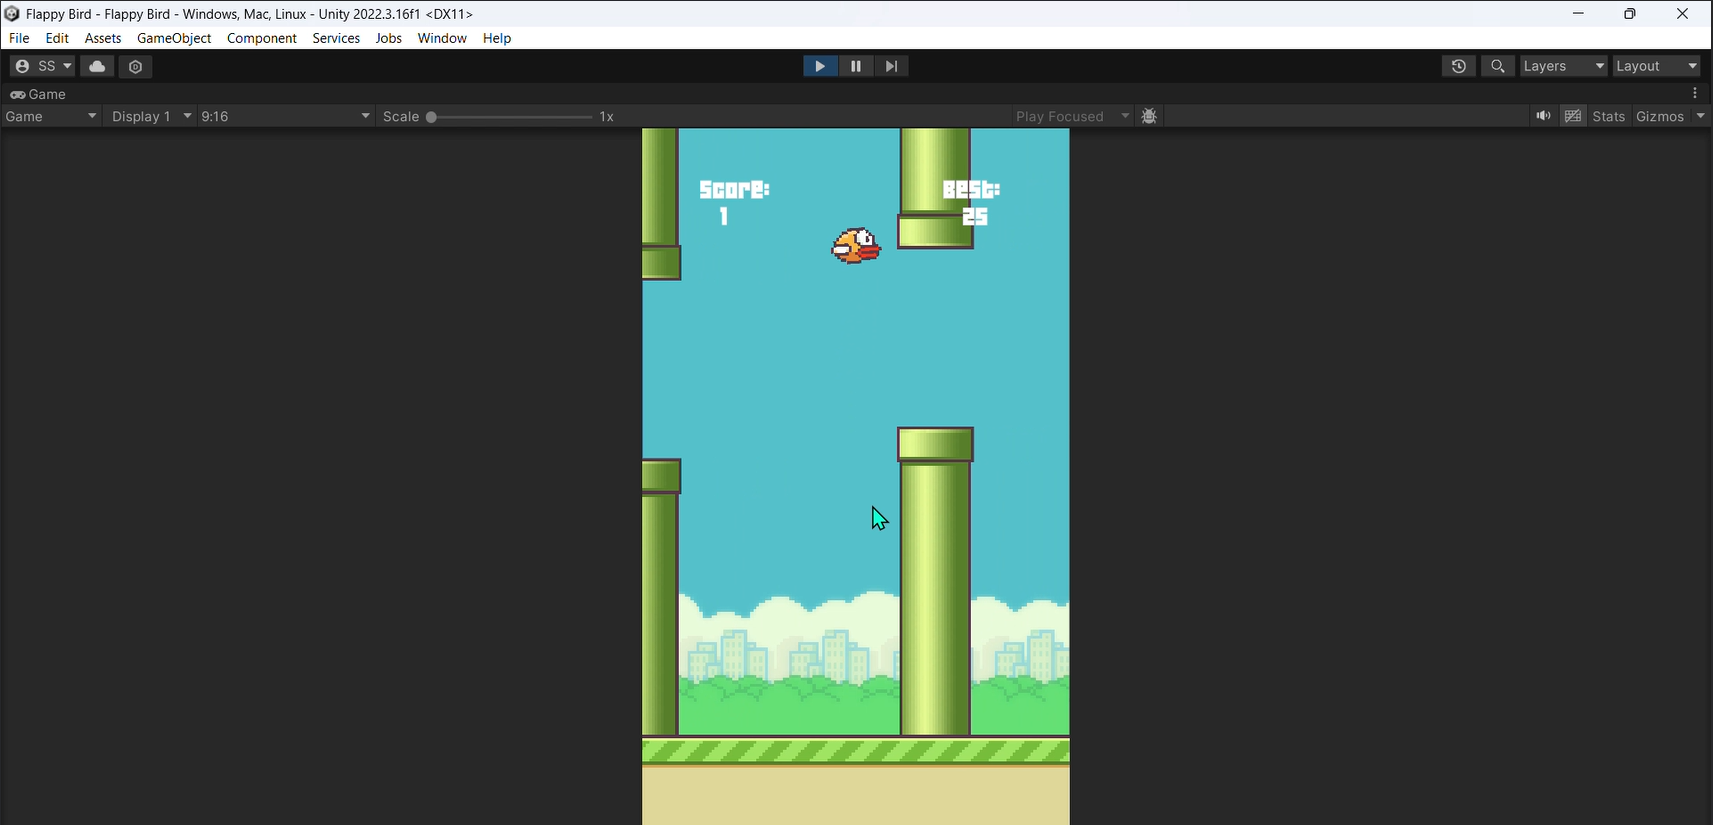 Flappy Bird - Flappy Bird - Windows, Mac, Linux - Unity 2022.3.16f1 <DX11>
File Edit Assets GameObject Component Services Jobs Window Help
SS Layers Layout
Game
Game Display 1 9:16 Scale 1x Play Focused Stats Gizmos
Score: Best:
1 25